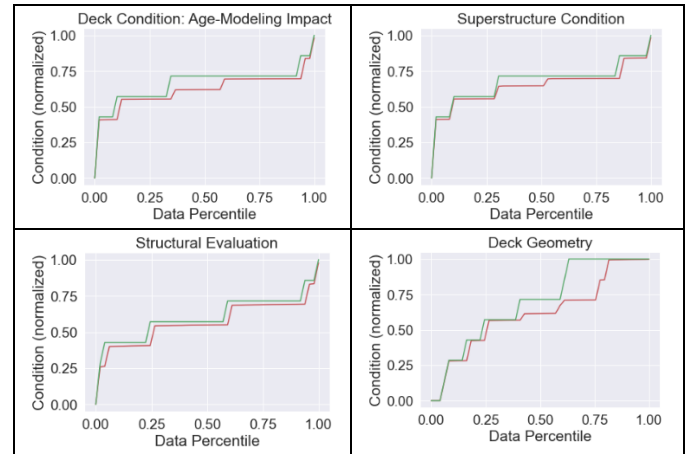 Deck Condition: Age-Modeling Impact
Condition (normalized)
1.00
0.75
0.50
0.25
0.00
0.00 0.25 0.50 0.75 1.00
Data Percentile
Superstructure Condition
Condition (normalized)
1.00
0.75
0.50
0.25
0.00
0.00 0.25 0.50 0.75 1.00
Data Percentile
Structural Evaluation
Condition (normalized)
1.00
0.75
0.50
0.25
0.00
0.00 0.25 0.50 0.75 1.00
Data Percentile
Deck Geometry
Condition (normalized)
1.00
0.75
0.50
0.25
0.00
0.00 0.25 0.50 0.75 1.00
Data Percentile